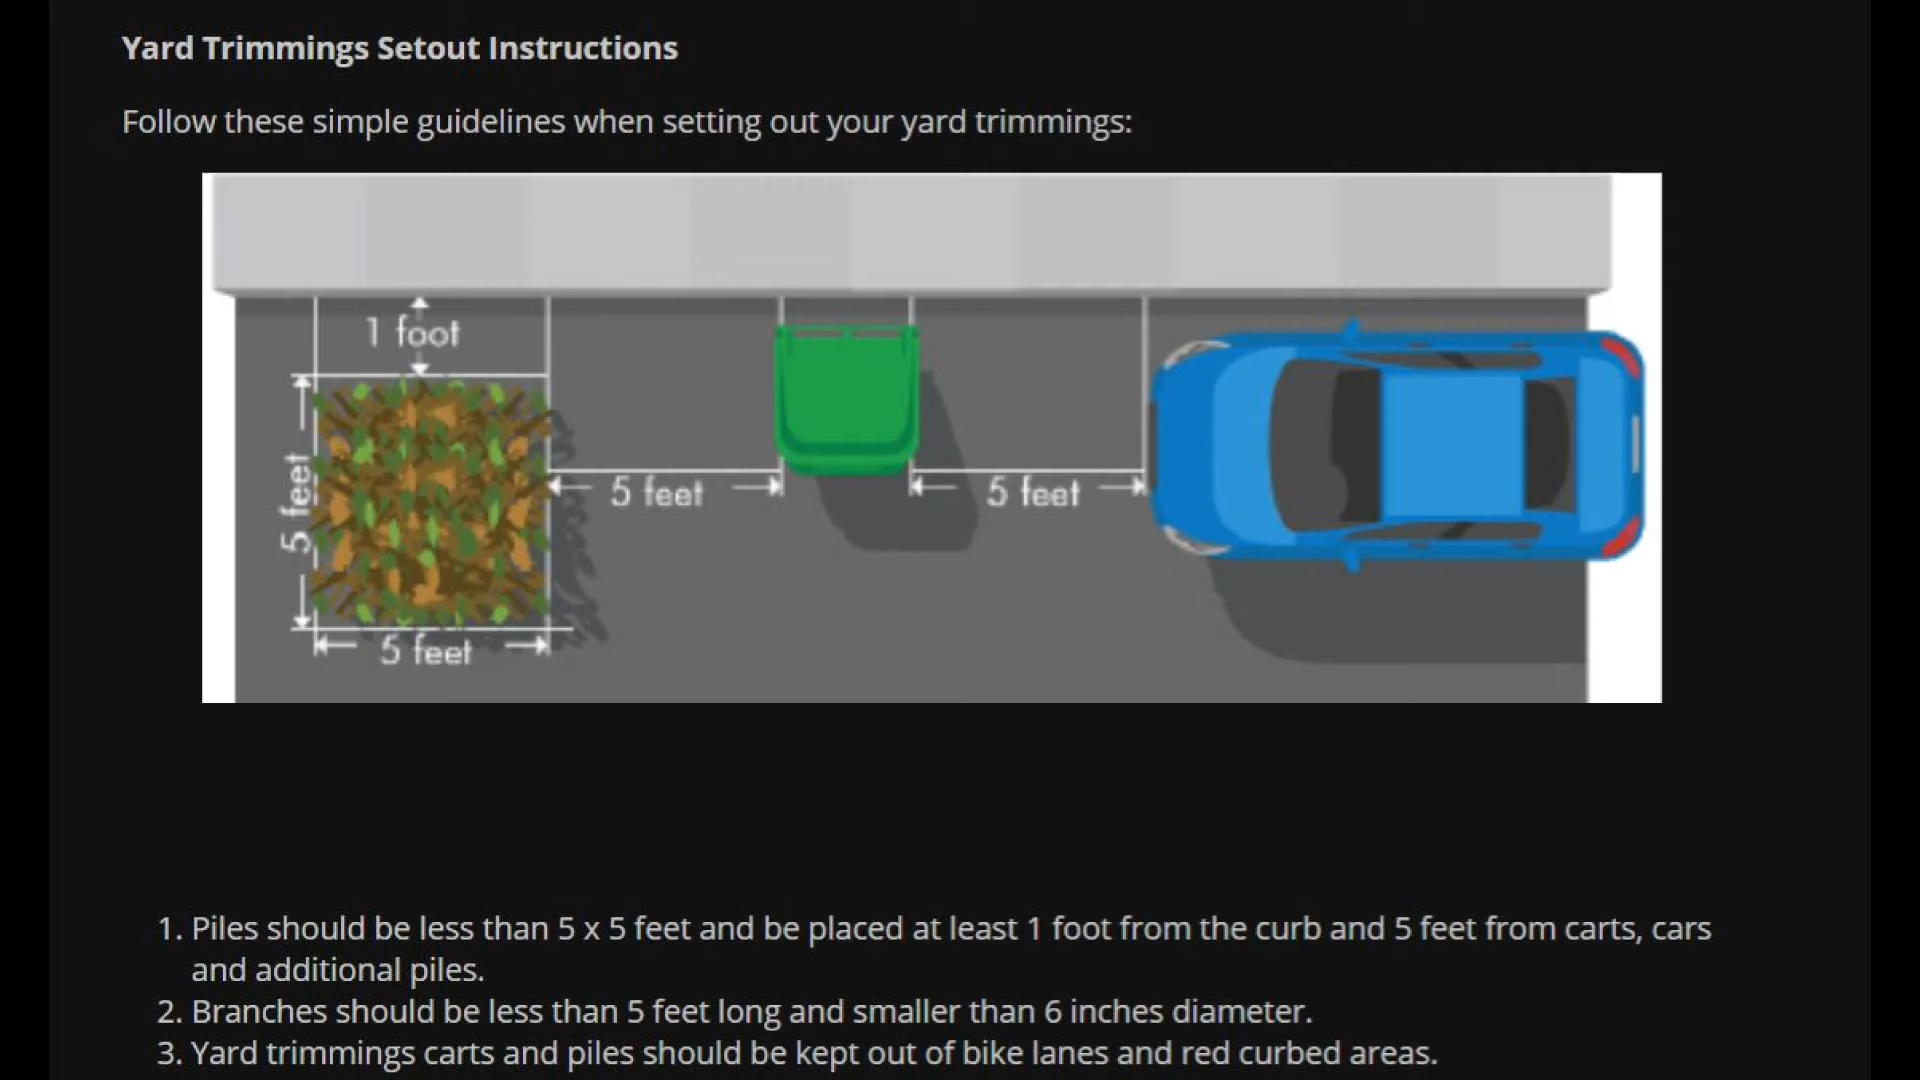 Yard Trimmings Setout Instructions
Follow these simple guidelines when setting out your yard trimmings:
1 foot
5 feet
5 feet
5 feet
5 feet
1. Piles should be less than 5 x 5 feet and be placed at least 1 foot from the curb and 5 feet from carts, cars
and additional piles.
2. Branches should be less than 5 feet long and smaller than 6 inches diameter.
3. Yard trimmings carts and piles should be kept out of bike lanes and red curbed areas.